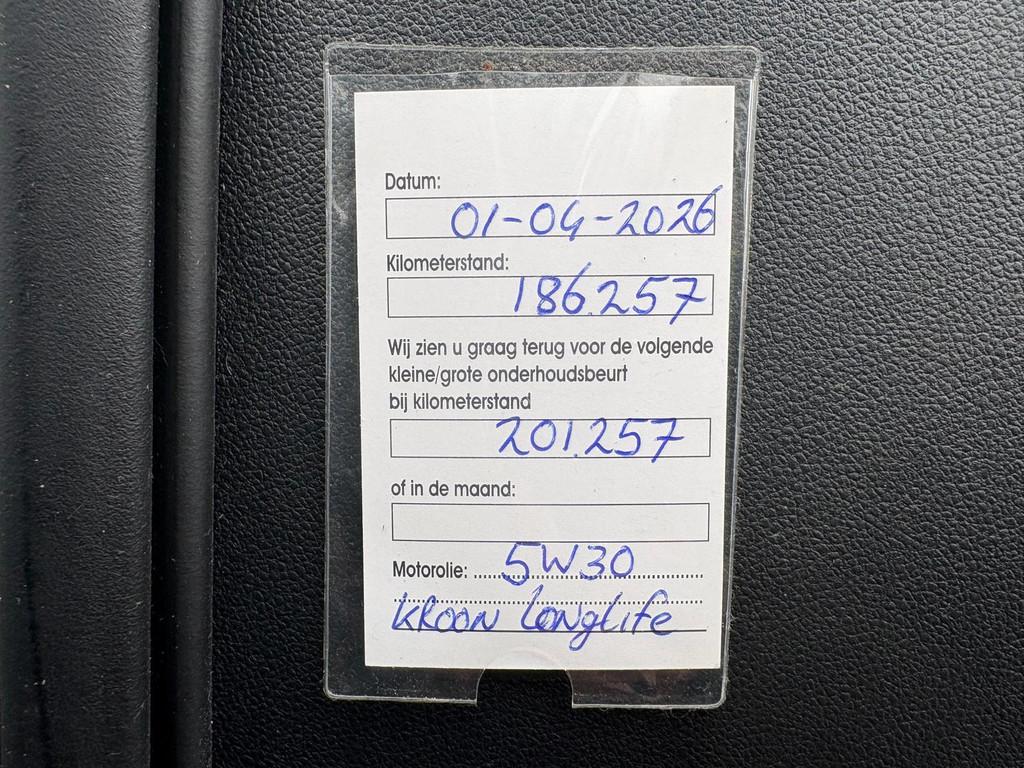 Datum:
01-04-2026
Kilometerstand:
186.257
Wij zien u graag terug voor de volgende
kleine/grote onderhoudsbeurt
bij kilometerstand
201.257
of in de maand:
Motorolie: 5W30
KROON Longlife